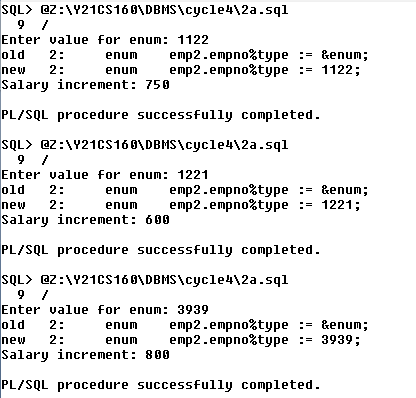 SQL> @Z:\Y21CS160\DBMS\cycle4\2a.sql
9 /
Enter value for enum: 1122
old 2: enum emp2.empno%type := &enum;
new 2: enum emp2.empno%type := 1122;
Salary increment: 750
PL/SQL procedure successfully completed.
SQL> @Z:\Y21CS160\DBMS\cycle4\2a.sql
9 /
Enter value for enum: 1221
old 2: enum emp2.empno%type := &enum;
new 2: enum emp2.empno%type := 1221;
Salary increment: 600
PL/SQL procedure successfully completed.
SQL> @Z:\Y21CS160\DBMS\cycle4\2a.sql
9 /
Enter value for enum: 3939
old 2: enum emp2.empno%type := &enum;
new 2: enum emp2.empno%type := 3939;
Salary increment: 800
PL/SQL procedure successfully completed.